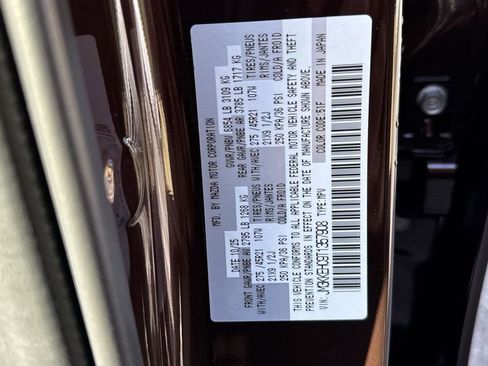 MFD. BY MAZDA MOTOR CORPORATION
DATE: 10/25 GVWR/PNBV 6854 LB 3109 KG
FRONT GAWR/PNBE AV 2795 LB 1268 KG REAR GAWR/PNBE AR 3785 LB 1717 KG
WITH/AVEC 275 /45R21 107W TIRES/PNEUS WITH/AVEC 275 /45R21 107W TIRES/PNEUS
21X9 1/2J RIMS/JANTES 21X9 1/2J RIMS/JANTES
250 KPA/36 PSI COLD/A FROID 250 KPA/36 PSI COLD/A FROID
THIS VEHICLE CONFORMS TO ALL APPLICABLE FEDERAL MOTOR VEHICLE SAFETY AND THEFT
PREVENTION STANDARDS IN EFFECT ON THE DATE OF MANUFACTURE SHOWN ABOVE.
MADE IN JAPAN
TYPE:MPV
COLOR CODE:51F